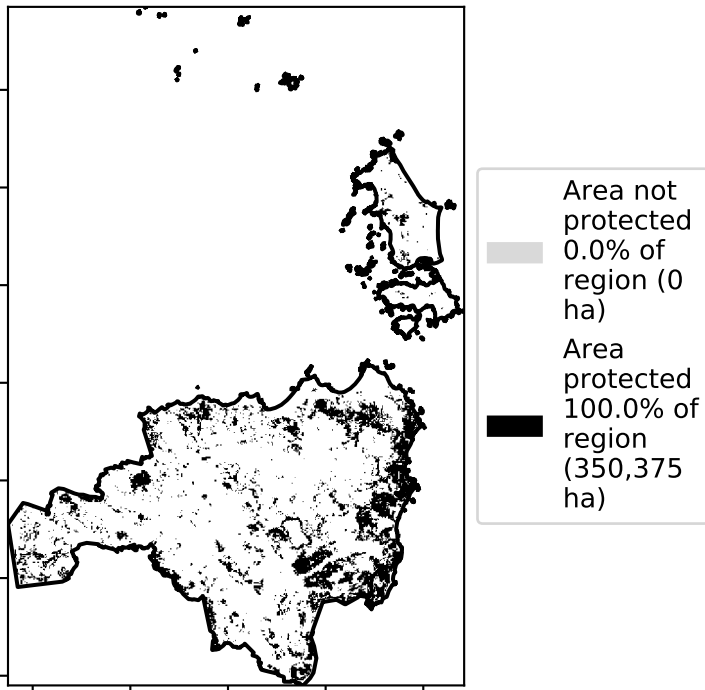 Area not
protected
0.0% of
region (0
ha)
Area
protected
100.0% of
region
(350,375
ha)